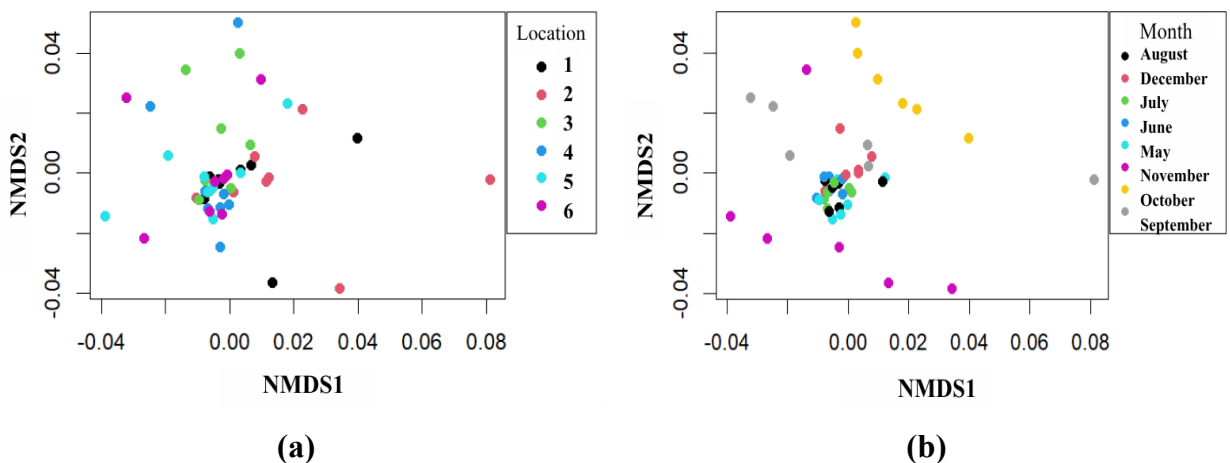 Location
1
2
3
4
5
6
NMDS2
0.04
0.00
-0.04
-0.04 0.00 0.02 0.04 0.06 0.08
NMDS1
(a)
Month
August
December
July
June
May
November
October
September
NMDS2
0.04
0.00
-0.04
-0.04 0.00 0.02 0.04 0.06 0.08
NMDS1
(b)